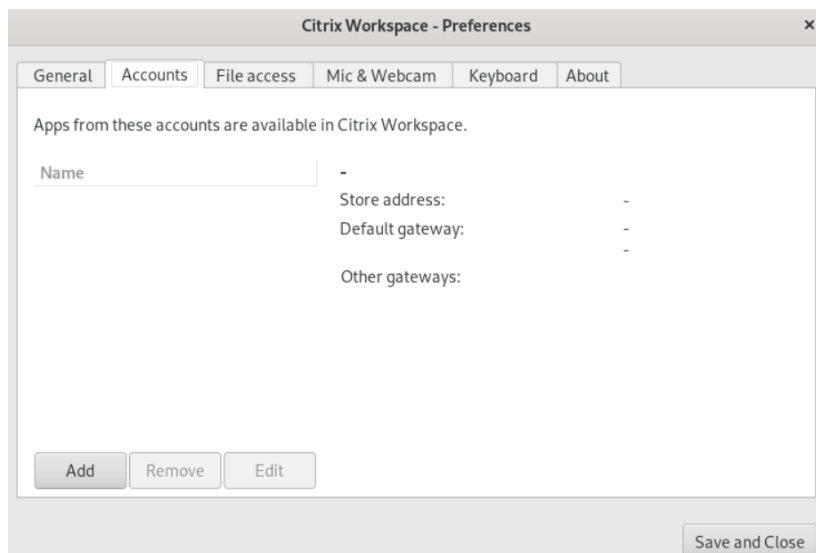 Citrix Workspace - Preferences ×
General Accounts File access Mic & Webcam Keyboard About
Apps from these accounts are available in Citrix Workspace.
Name -
Store address: -
Default gateway: -
-
Other gateways:
Add Remove Edit
Save and Close